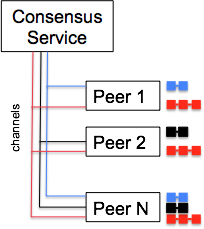 Consensus
Service
channels
Peer 1
Peer 2
Peer N